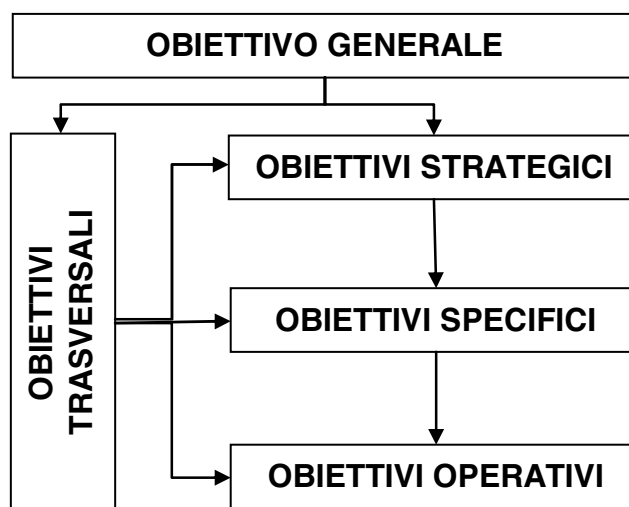 OBIETTIVO GENERALE
OBIETTIVI
TRASVERSALI
OBIETTIVI STRATEGICI
OBIETTIVI SPECIFICI
OBIETTIVI OPERATIVI